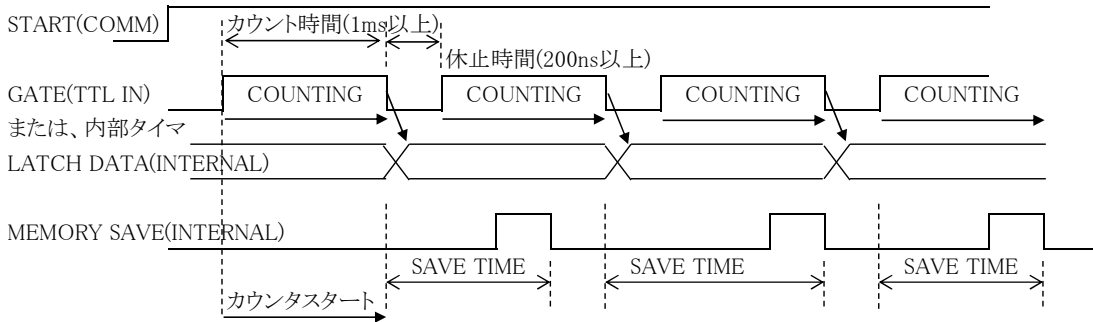 START(COMM)
カウント時間(1ms以上)
休止時間(200ns以上)
GATE(TTL IN)
COUNTING
COUNTING
COUNTING
COUNTING
または、内部タイマ
LATCH DATA(INTERNAL)
MEMORY SAVE(INTERNAL)
SAVE TIME
SAVE TIME
SAVE TIME
カウンタスタート